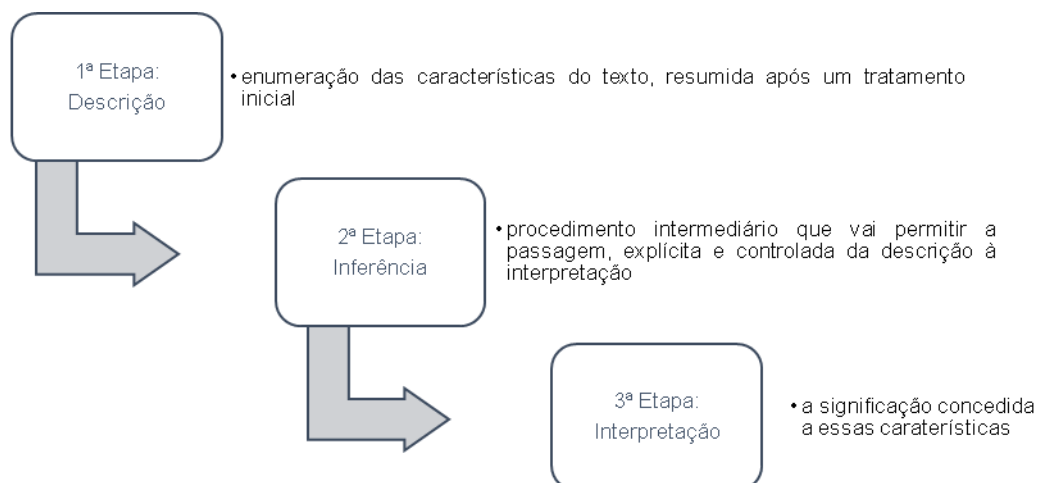 1ª Etapa:
Descrição
• enumeração das características do texto, resumida após um tratamento
inicial
2ª Etapa:
Inferência
• procedimento intermediário que vai permitir a
passagem, explícita e controlada da descrição à
interpretação
3ª Etapa:
Interpretação
• a significação concedida
a essas caraterísticas